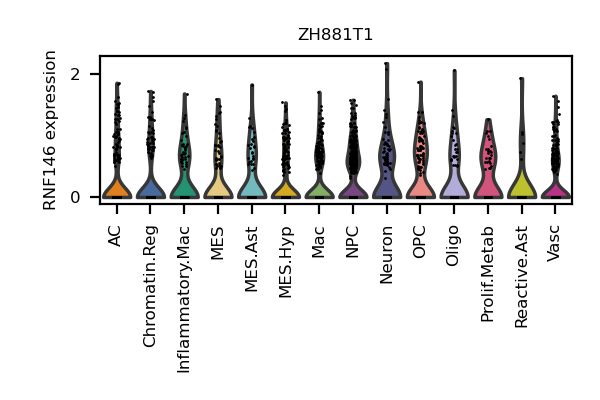 ZH881T1
RNF146 expression
2
0
AC
Chromatin.Reg
Inflammatory.Mac
MES
MES.Ast
MES.Hyp
Mac
NPC
Neuron
OPC
Oligo
Prolif.Metab
Reactive.Ast
Vasc